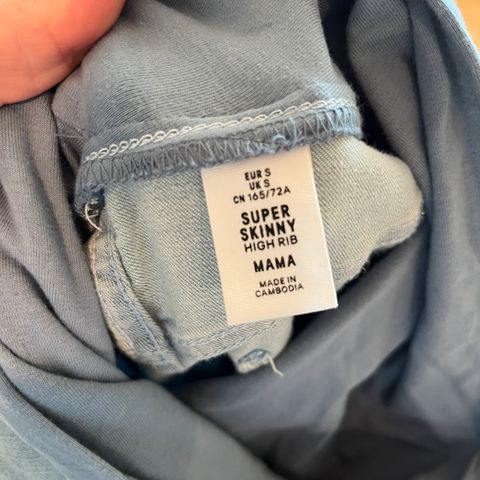 EUR S
UK S
CN 165/72A
SUPER
SKINNY
HIGH RIB
MAMA
MADE IN
CAMBODIA